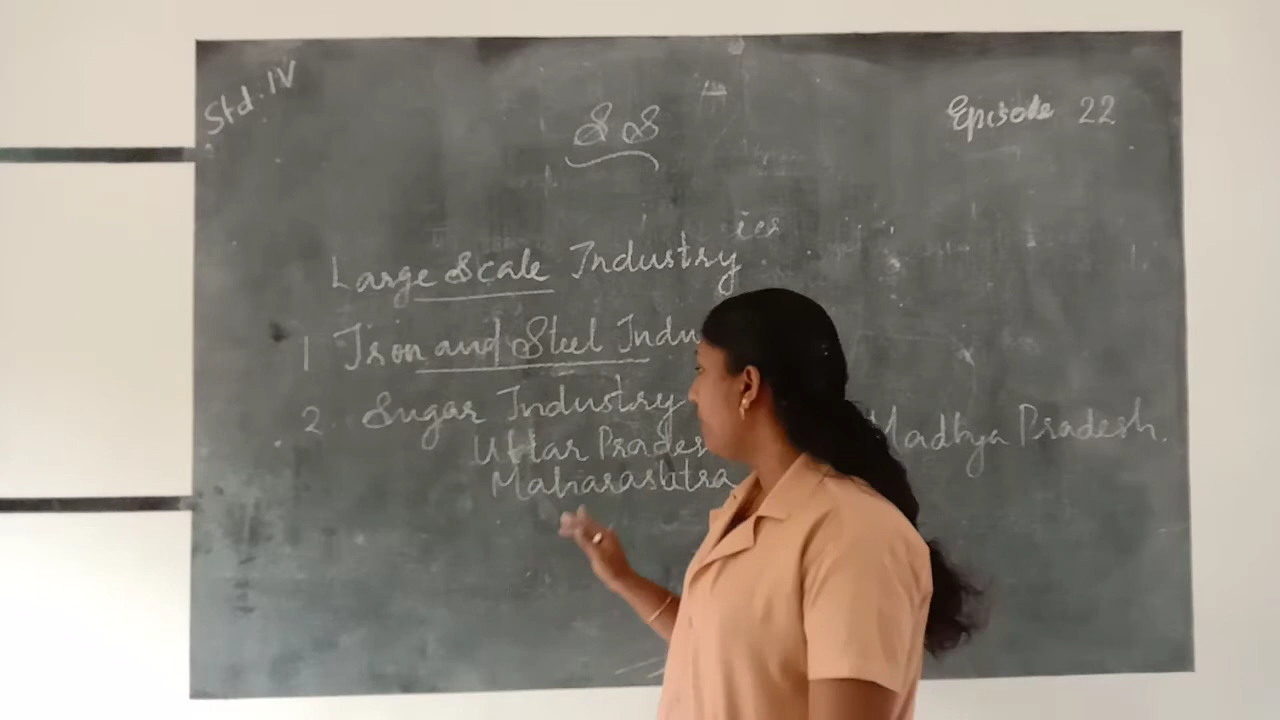 Std. IV
SS
Episode 22
Large Scale Industry ies
1 Iron and Steel Indu
2. Sugar Industry
Uttar Prades Madhya Pradesh.
Maharashtra